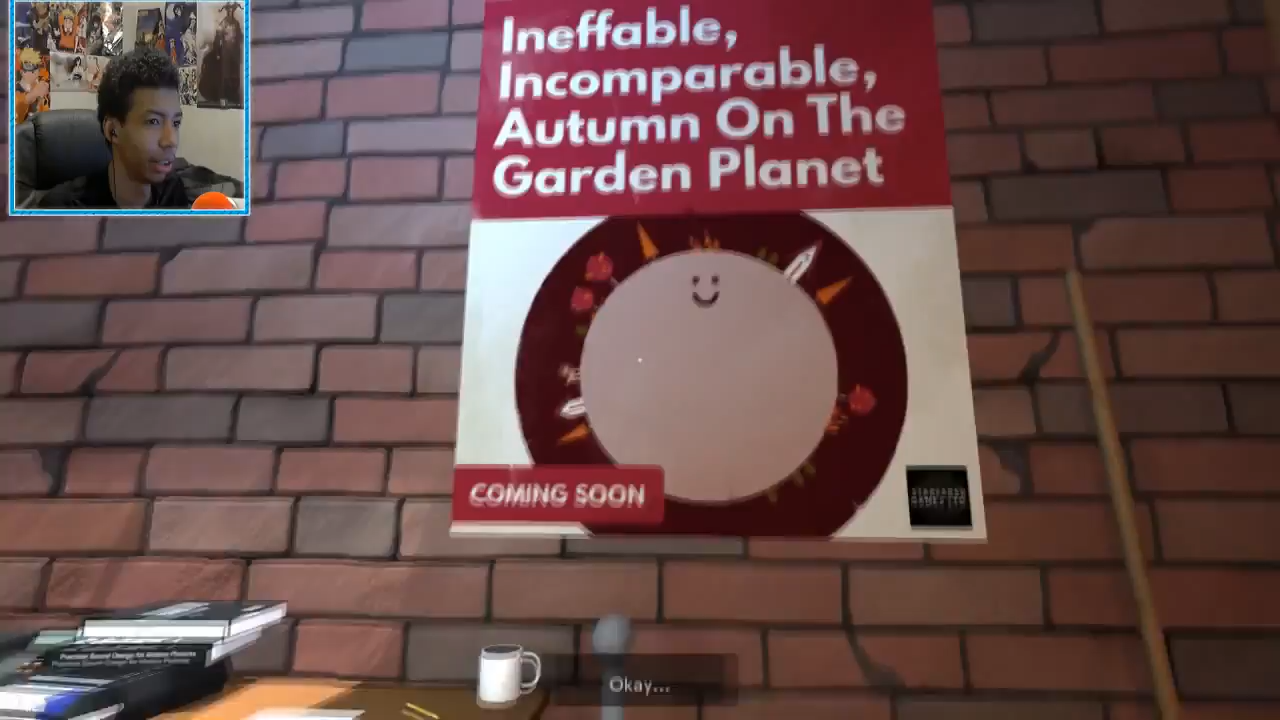 Ineffable,
Incomparable,
Autumn On The
Garden Planet
COMING SOON
Okay...